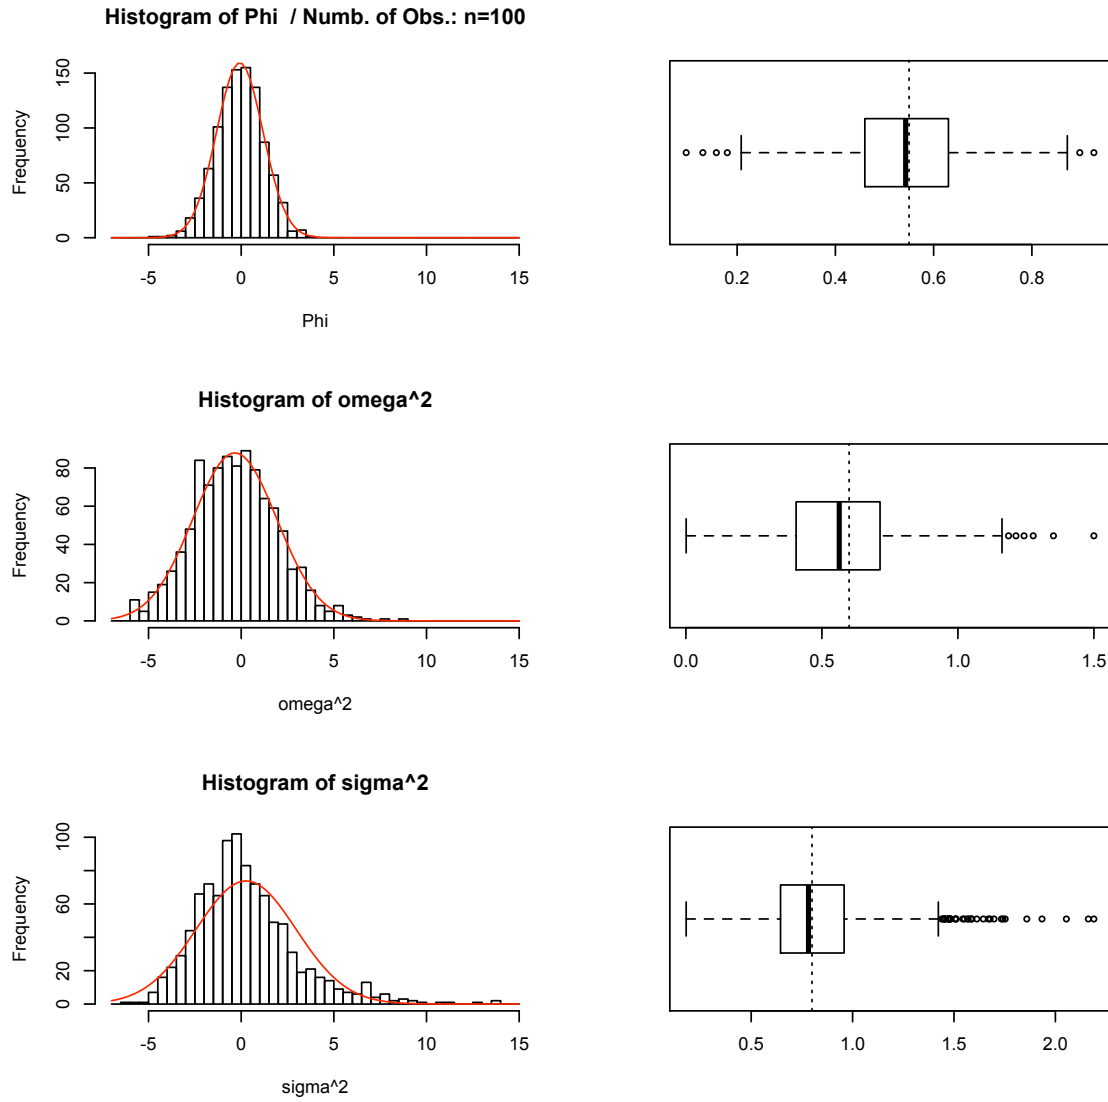 Histogram of Phi / Numb. of Obs.: n=100
Frequency
0 50 100 150
-5 0 5 10 15
Phi
0.2 0.4 0.6 0.8
Histogram of omega^2
Frequency
0 20 40 60 80
-5 0 5 10 15
omega^2
0.0 0.5 1.0 1.5
Histogram of sigma^2
Frequency
0 20 60 100
-5 0 5 10 15
sigma^2
0.5 1.0 1.5 2.0